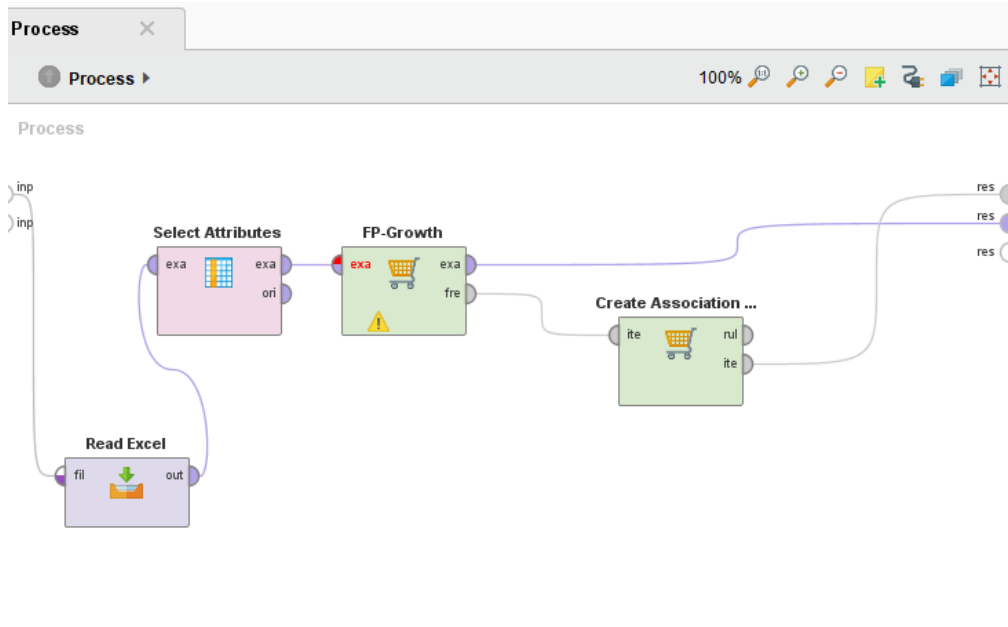 Process
Process
100%
Process
inp
res
inp
res
Select Attributes
FP-Growth
exa
exa
exa
exa
res
ori
fre
Create Association ...
ite
rul
ite
Read Excel
fil
out